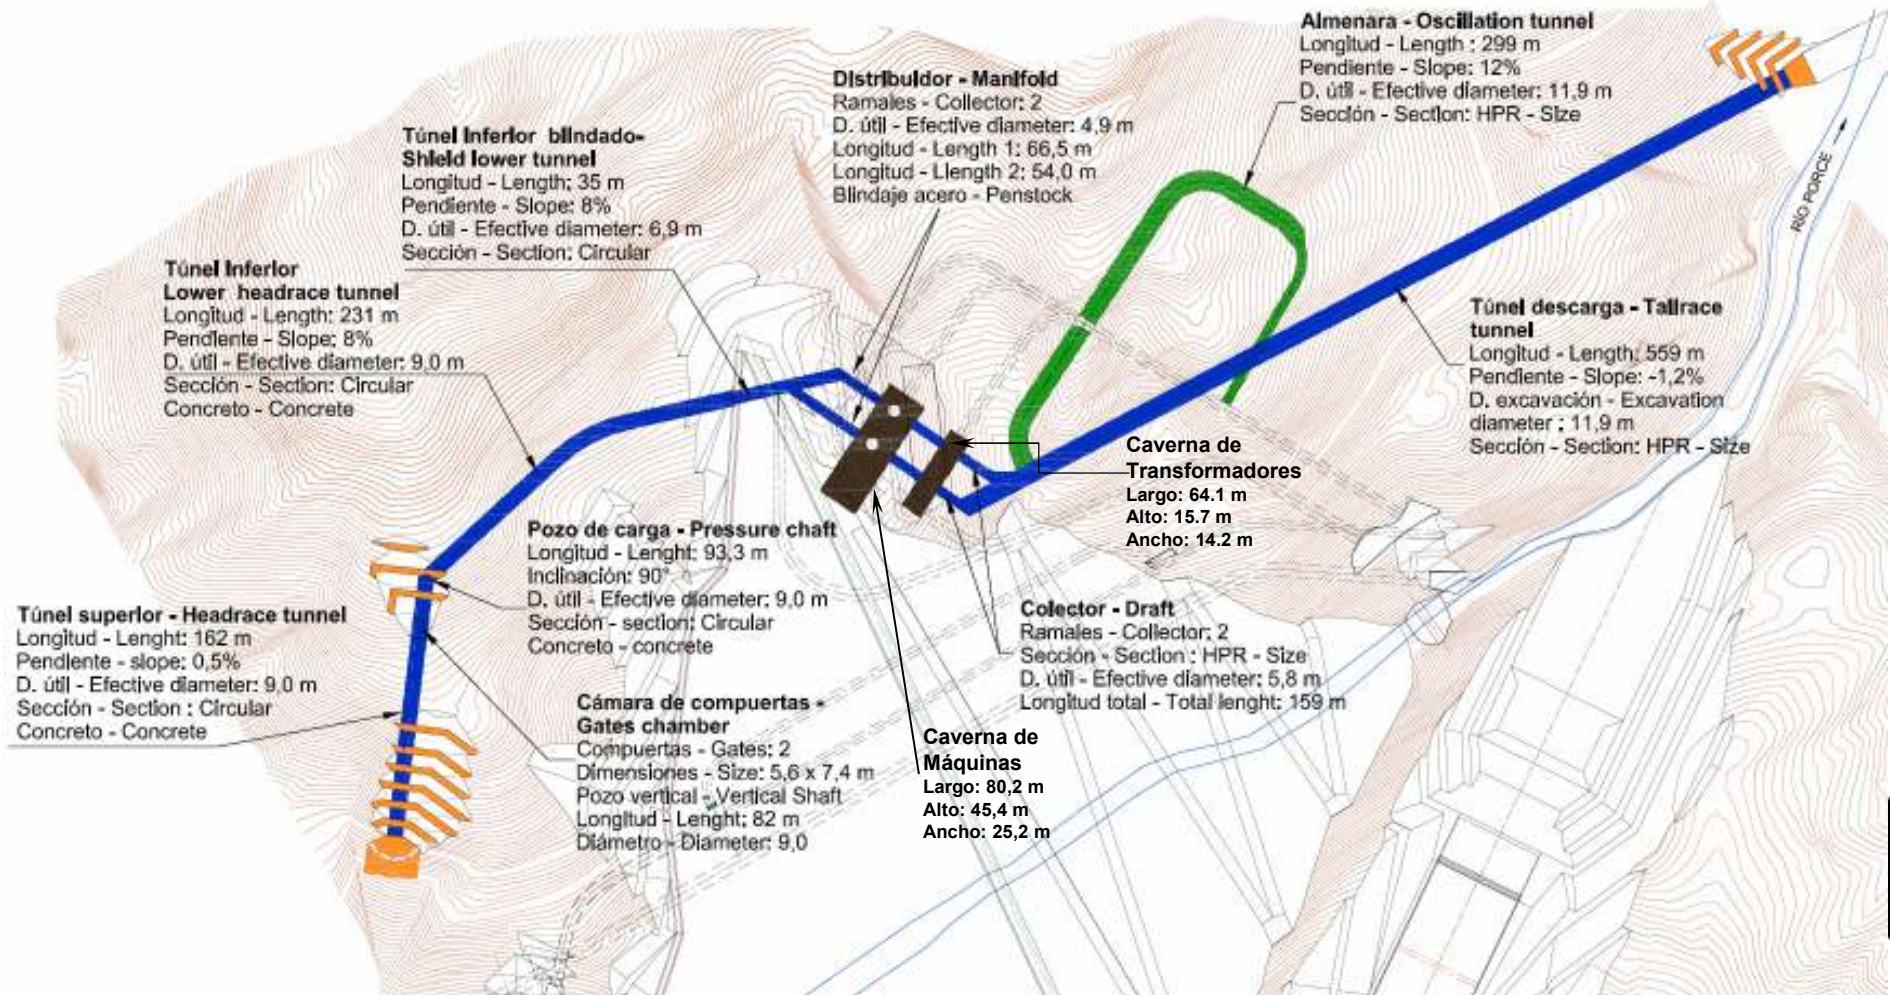 Almenara - Oscillation tunnel
Longitud - Length : 299 m
Pendiente - Slope: 12%
D. útil - Efective diameter: 11,9 m
Sección - Section: HPR - Size
Distribuidor - Manifold
Ramales - Collector: 2
D. útil - Efective diameter: 4,9 m
Longitud - Length 1: 66,5 m
Longitud - Llength 2: 54,0 m
Blindaje acero - Penstock
Túnel Inferior blindado-
Shield lower tunnel
Longitud - Length: 35 m
Pendiente - Slope: 8%
D. útil - Efective diameter: 6,9 m
Sección - Section: Circular
Túnel Inferior
Lower headrace tunnel
Longitud - Length: 231 m
Pendiente - Slope: 8%
D. útil - Efective diameter: 9,0 m
Sección - Section: Circular
Concreto - Concrete
RÍO PORCE
Túnel descarga - Tailrace
tunnel
Longitud - Length: 559 m
Pendiente - Slope: -1,2%
D. excavación - Excavation
diameter : 11,9 m
Sección - Section: HPR - Size
Caverna de
Transformadores
Largo: 64.1 m
Alto: 15.7 m
Ancho: 14.2 m
Pozo de carga - Pressure chaft
Longitud - Lenght: 93,3 m
Inclinación: 90°
D. útil - Efective diameter: 9,0 m
Sección - section: Circular
Concreto - concrete
Túnel superior - Headrace tunnel
Longitud - Lenght: 162 m
Pendiente - slope: 0,5%
D. útil - Efective diameter: 9,0 m
Sección - Section : Circular
Concreto - Concrete
Colector - Draft
Ramales - Collector: 2
Sección - Section : HPR - Size
D. útil - Efective diameter: 5,8 m
Longitud total - Total lenght: 159 m
Cámara de compuertas -
Gates chamber
Compuertas - Gates: 2
Dimensiones - Size: 5,6 x 7,4 m
Pozo vertical - Vertical Shaft
Longitud - Lenght: 82 m
Diámetro - Diameter: 9,0
Caverna de
Máquinas
Largo: 80,2 m
Alto: 45,4 m
Ancho: 25,2 m